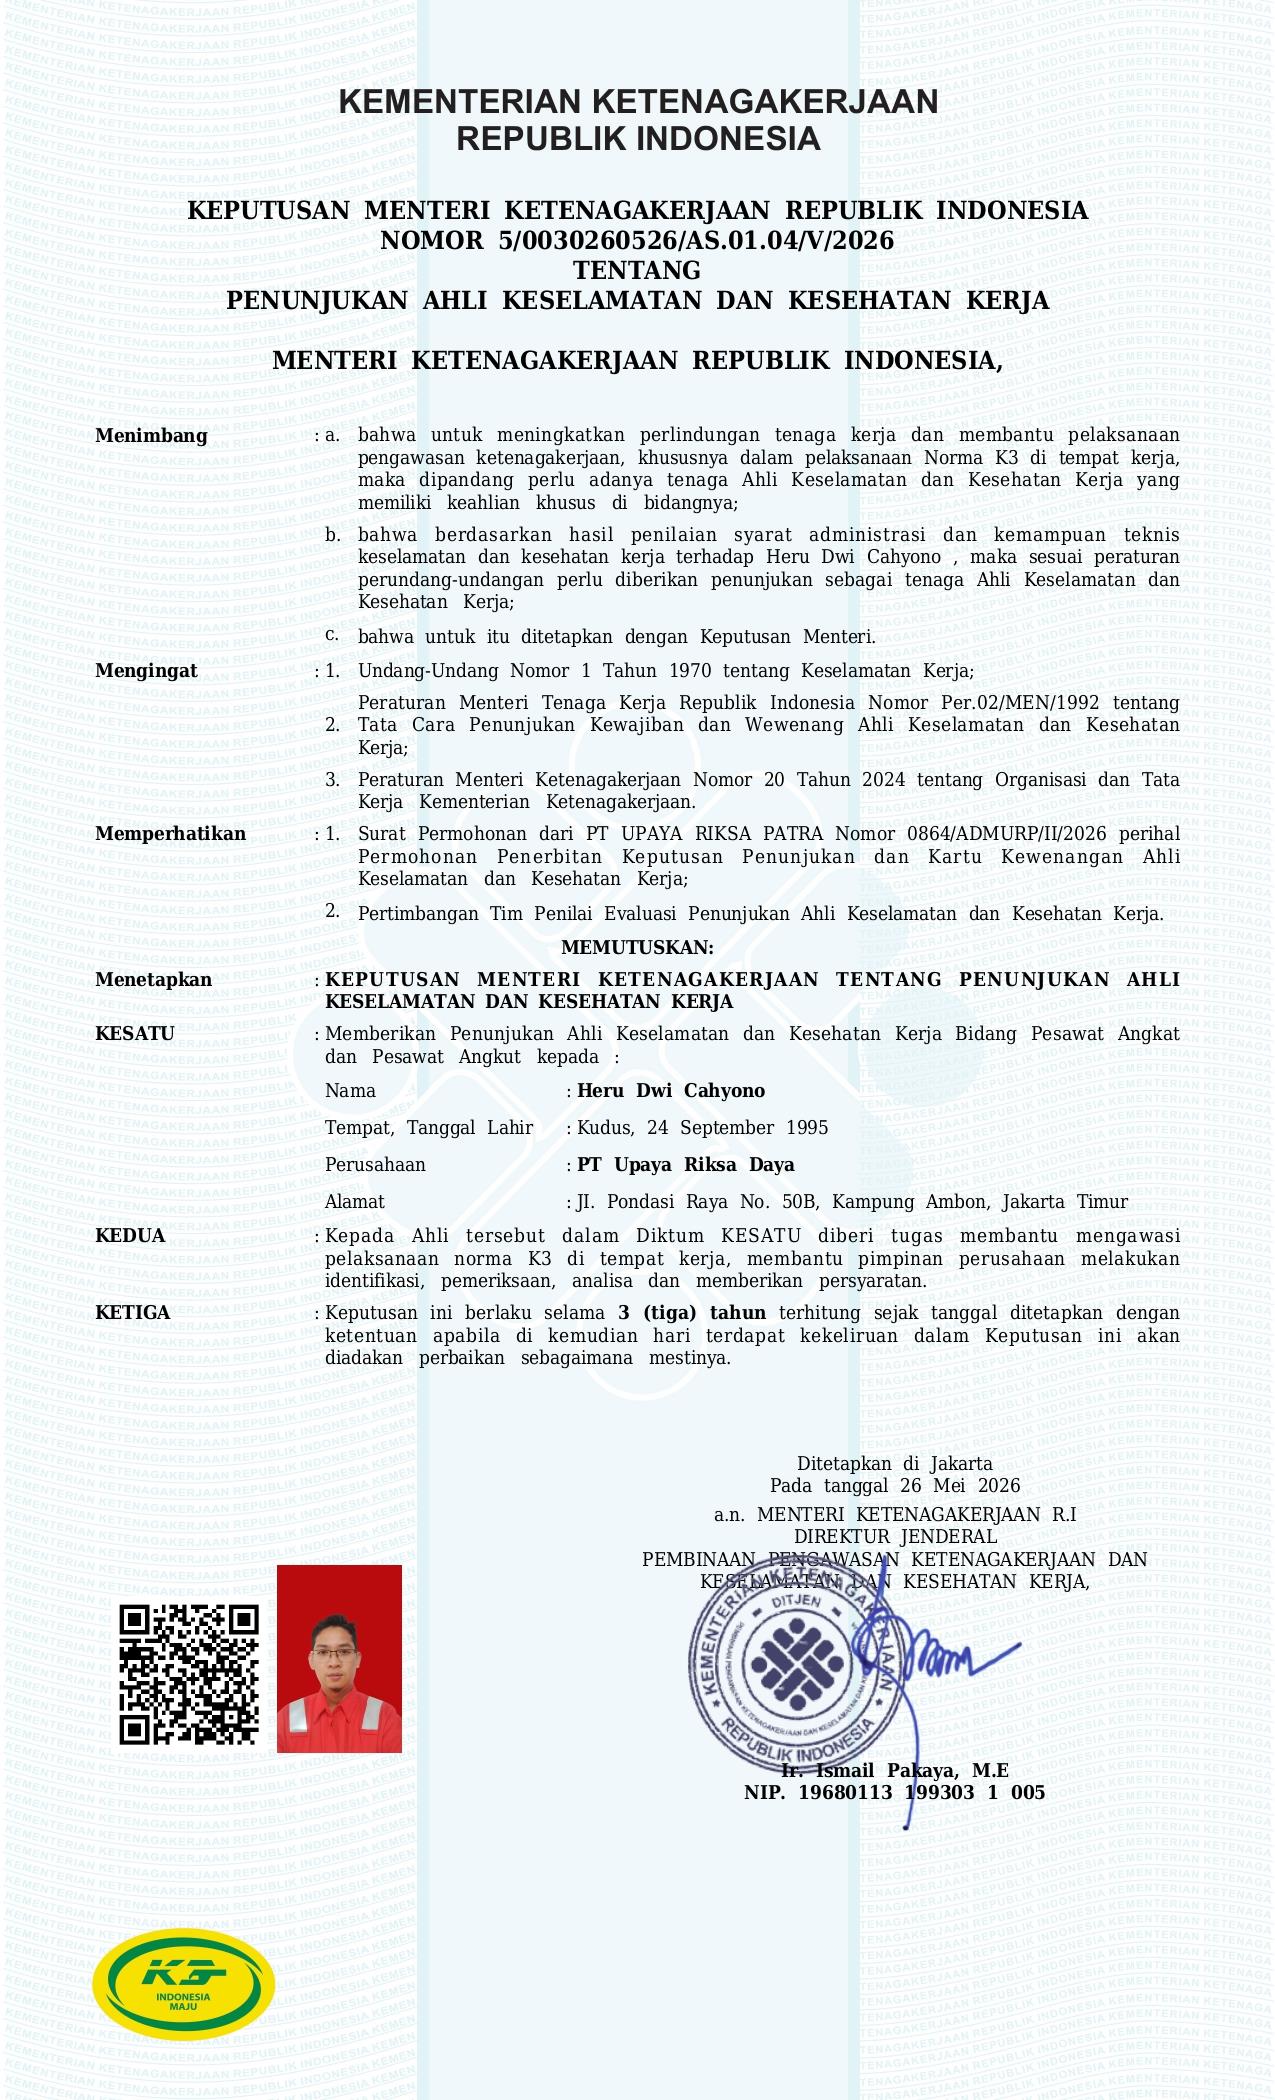 KEMENTERIAN KETENAGAKERJAAN
REPUBLIK INDONESIA
KEPUTUSAN MENTERI KETENAGAKERJAAN REPUBLIK INDONESIA
NOMOR 5/0030260526/AS.01.04/V/2026
TENTANG
PENUNJUKAN AHLI KESELAMATAN DAN KESEHATAN KERJA
MENTERI KETENAGAKERJAAN REPUBLIK INDONESIA,
Menimbang : a. bahwa untuk meningkatkan perlindungan tenaga kerja dan membantu pelaksanaan
pengawasan ketenagakerjaan, khususnya dalam pelaksanaan Norma K3 di tempat kerja,
maka dipandang perlu adanya tenaga Ahli Keselamatan dan Kesehatan Kerja yang
memiliki keahlian khusus di bidangnya;
b. bahwa berdasarkan hasil penilaian syarat administrasi dan kemampuan teknis
keselamatan dan kesehatan kerja terhadap Heru Dwi Cahyono , maka sesuai peraturan
perundang-undangan perlu diberikan penunjukan sebagai tenaga Ahli Keselamatan dan
Kesehatan Kerja;
c. bahwa untuk itu ditetapkan dengan Keputusan Menteri.
Mengingat : 1. Undang-Undang Nomor 1 Tahun 1970 tentang Keselamatan Kerja;
Peraturan Menteri Tenaga Kerja Republik Indonesia Nomor Per.02/MEN/1992 tentang
2. Tata Cara Penunjukan Kewajiban dan Wewenang Ahli Keselamatan dan Kesehatan
Kerja;
3. Peraturan Menteri Ketenagakerjaan Nomor 20 Tahun 2024 tentang Organisasi dan Tata
Kerja Kementerian Ketenagakerjaan.
Memperhatikan : 1. Surat Permohonan dari PT UPAYA RIKSA PATRA Nomor 0864/ADMURP/II/2026 perihal
Permohonan Penerbitan Keputusan Penunjukan dan Kartu Kewenangan Ahli
Keselamatan dan Kesehatan Kerja;
2. Pertimbangan Tim Penilai Evaluasi Penunjukan Ahli Keselamatan dan Kesehatan Kerja.
MEMUTUSKAN:
Menetapkan : KEPUTUSAN MENTERI KETENAGAKERJAAN TENTANG PENUNJUKAN AHLI
KESELAMATAN DAN KESEHATAN KERJA
KESATU : Memberikan Penunjukan Ahli Keselamatan dan Kesehatan Kerja Bidang Pesawat Angkat
dan Pesawat Angkut kepada :
Nama : Heru Dwi Cahyono
Tempat, Tanggal Lahir : Kudus, 24 September 1995
Perusahaan : PT Upaya Riksa Daya
Alamat : JI. Pondasi Raya No. 50B, Kampung Ambon, Jakarta Timur
KEDUA : Kepada Ahli tersebut dalam Diktum KESATU diberi tugas membantu mengawasi
pelaksanaan norma K3 di tempat kerja, membantu pimpinan perusahaan melakukan
identifikasi, pemeriksaan, analisa dan memberikan persyaratan.
KETIGA : Keputusan ini berlaku selama 3 (tiga) tahun terhitung sejak tanggal ditetapkan dengan
ketentuan apabila di kemudian hari terdapat kekeliruan dalam Keputusan ini akan
diadakan perbaikan sebagaimana mestinya.
Ditetapkan di Jakarta
Pada tanggal 26 Mei 2026
a.n. MENTERI KETENAGAKERJAAN R.I
DIREKTUR JENDERAL
PEMBINAAN PENGAWASAN KETENAGAKERJAAN DAN
KESELAMATAN DAN KESEHATAN KERJA,
KEMENTERIAN KETENAGAKERJAAN
DITJEN
REPUBLIK INDONESIA
Ir. Ismail Pakaya, M.E
NIP. 19680113 199303 1 005
K3
INDONESIA
MAJU